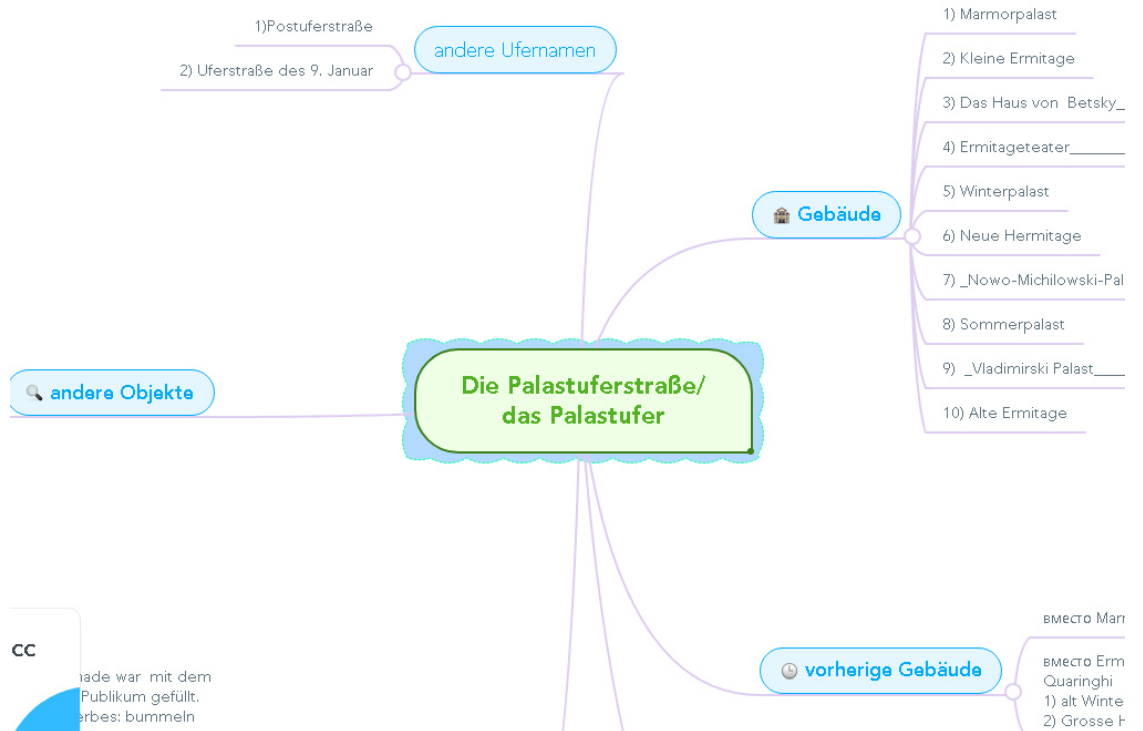 1)Postuferstraße
2) Uferstraße des 9. Januar
andere Ufernamen
1) Marmorpalast
2) Kleine Ermitage
3) Das Haus von  Betsky_
4) Ermitageteater________
5) Winterpalast
6) Neue Hermitage
7) _Nowo-Michilowski-Pal
8) Sommerpalast
9)  _Vladimirski Palast____
10) Alte Ermitage
Gebäude
Die Palastuferstraße/
das Palastufer
andere Objekte
вместо Marr
вместо Erm
Quaringhi
1) alt Winte
2) Grosse H
vorherige Gebäude
cc
nade war  mit dem
Publikum gefüllt.
erbes: bummeln